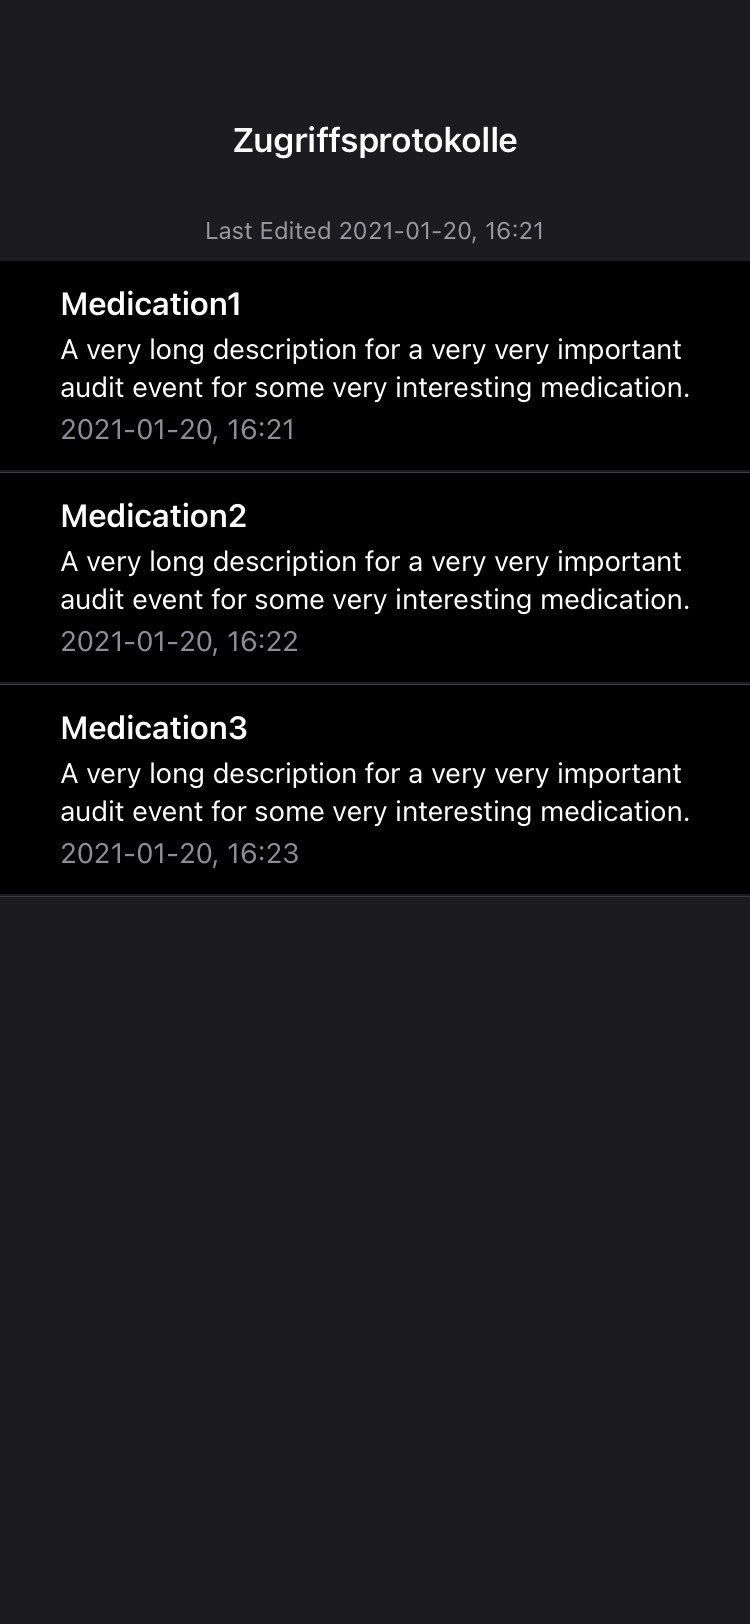 Zugriffsprotokolle
Last Edited 2021-01-20, 16:21
Medication1
A very long description for a very very important
audit event for some very interesting medication.
2021-01-20, 16:21
Medication2
A very long description for a very very important
audit event for some very interesting medication.
2021-01-20, 16:22
Medication3
A very long description for a very very important
audit event for some very interesting medication.
2021-01-20, 16:23